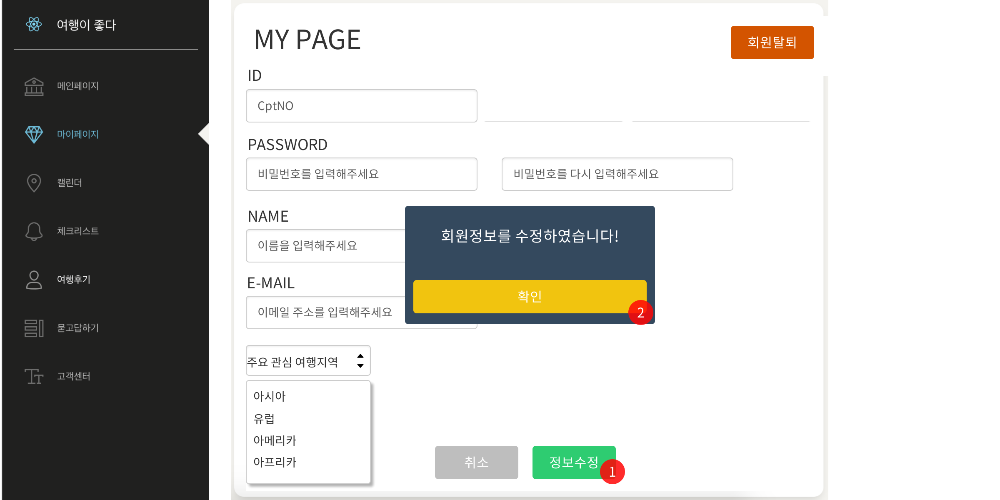 여행이 좋다
메인페이지
마이페이지
캘린더
체크리스트
여행후기
묻고답하기
고객센터
MY PAGE
회원탈퇴
ID
CptNO
PASSWORD
비밀번호를 입력해주세요
비밀번호를 다시 입력해주세요
NAME
이름을 입력해주세요
회원정보를 수정하였습니다!
확인
2
E-MAIL
이메일 주소를 입력해주세요
주요 관심 여행지역
아시아
유럽
아메리카
아프리카
취소
정보수정
1